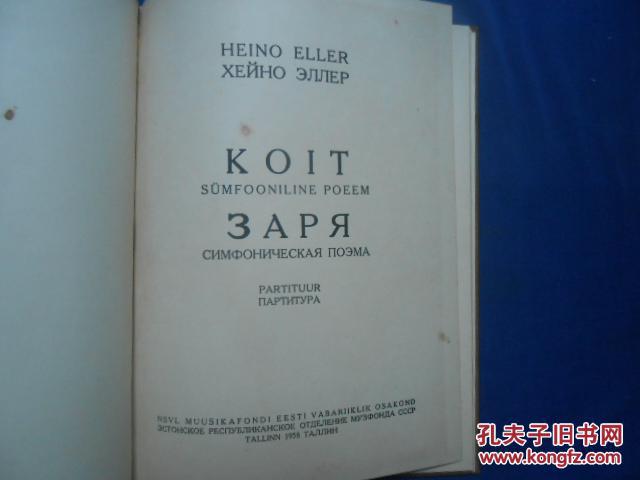 HEINO ELLER
ХЕЙНО ЭЛЛЕР
KOIT
SÜMFOONILINE POEEM
ЗАРЯ
СИМФОНИЧЕСКАЯ ПОЭМА
PARTITUUR
ПАРТИТУРА
NSVL MUUSIKAFONDI EESTI VABARIIKLIK OSAKOND
ЭСТОНСКОЕ РЕСПУБЛИКАНСКОЕ ОТДЕЛЕНИЕ МУЗФОНДА СССР
TALLINN 1958 ТАЛЛИН
孔夫子旧书网
www.kongfz.com